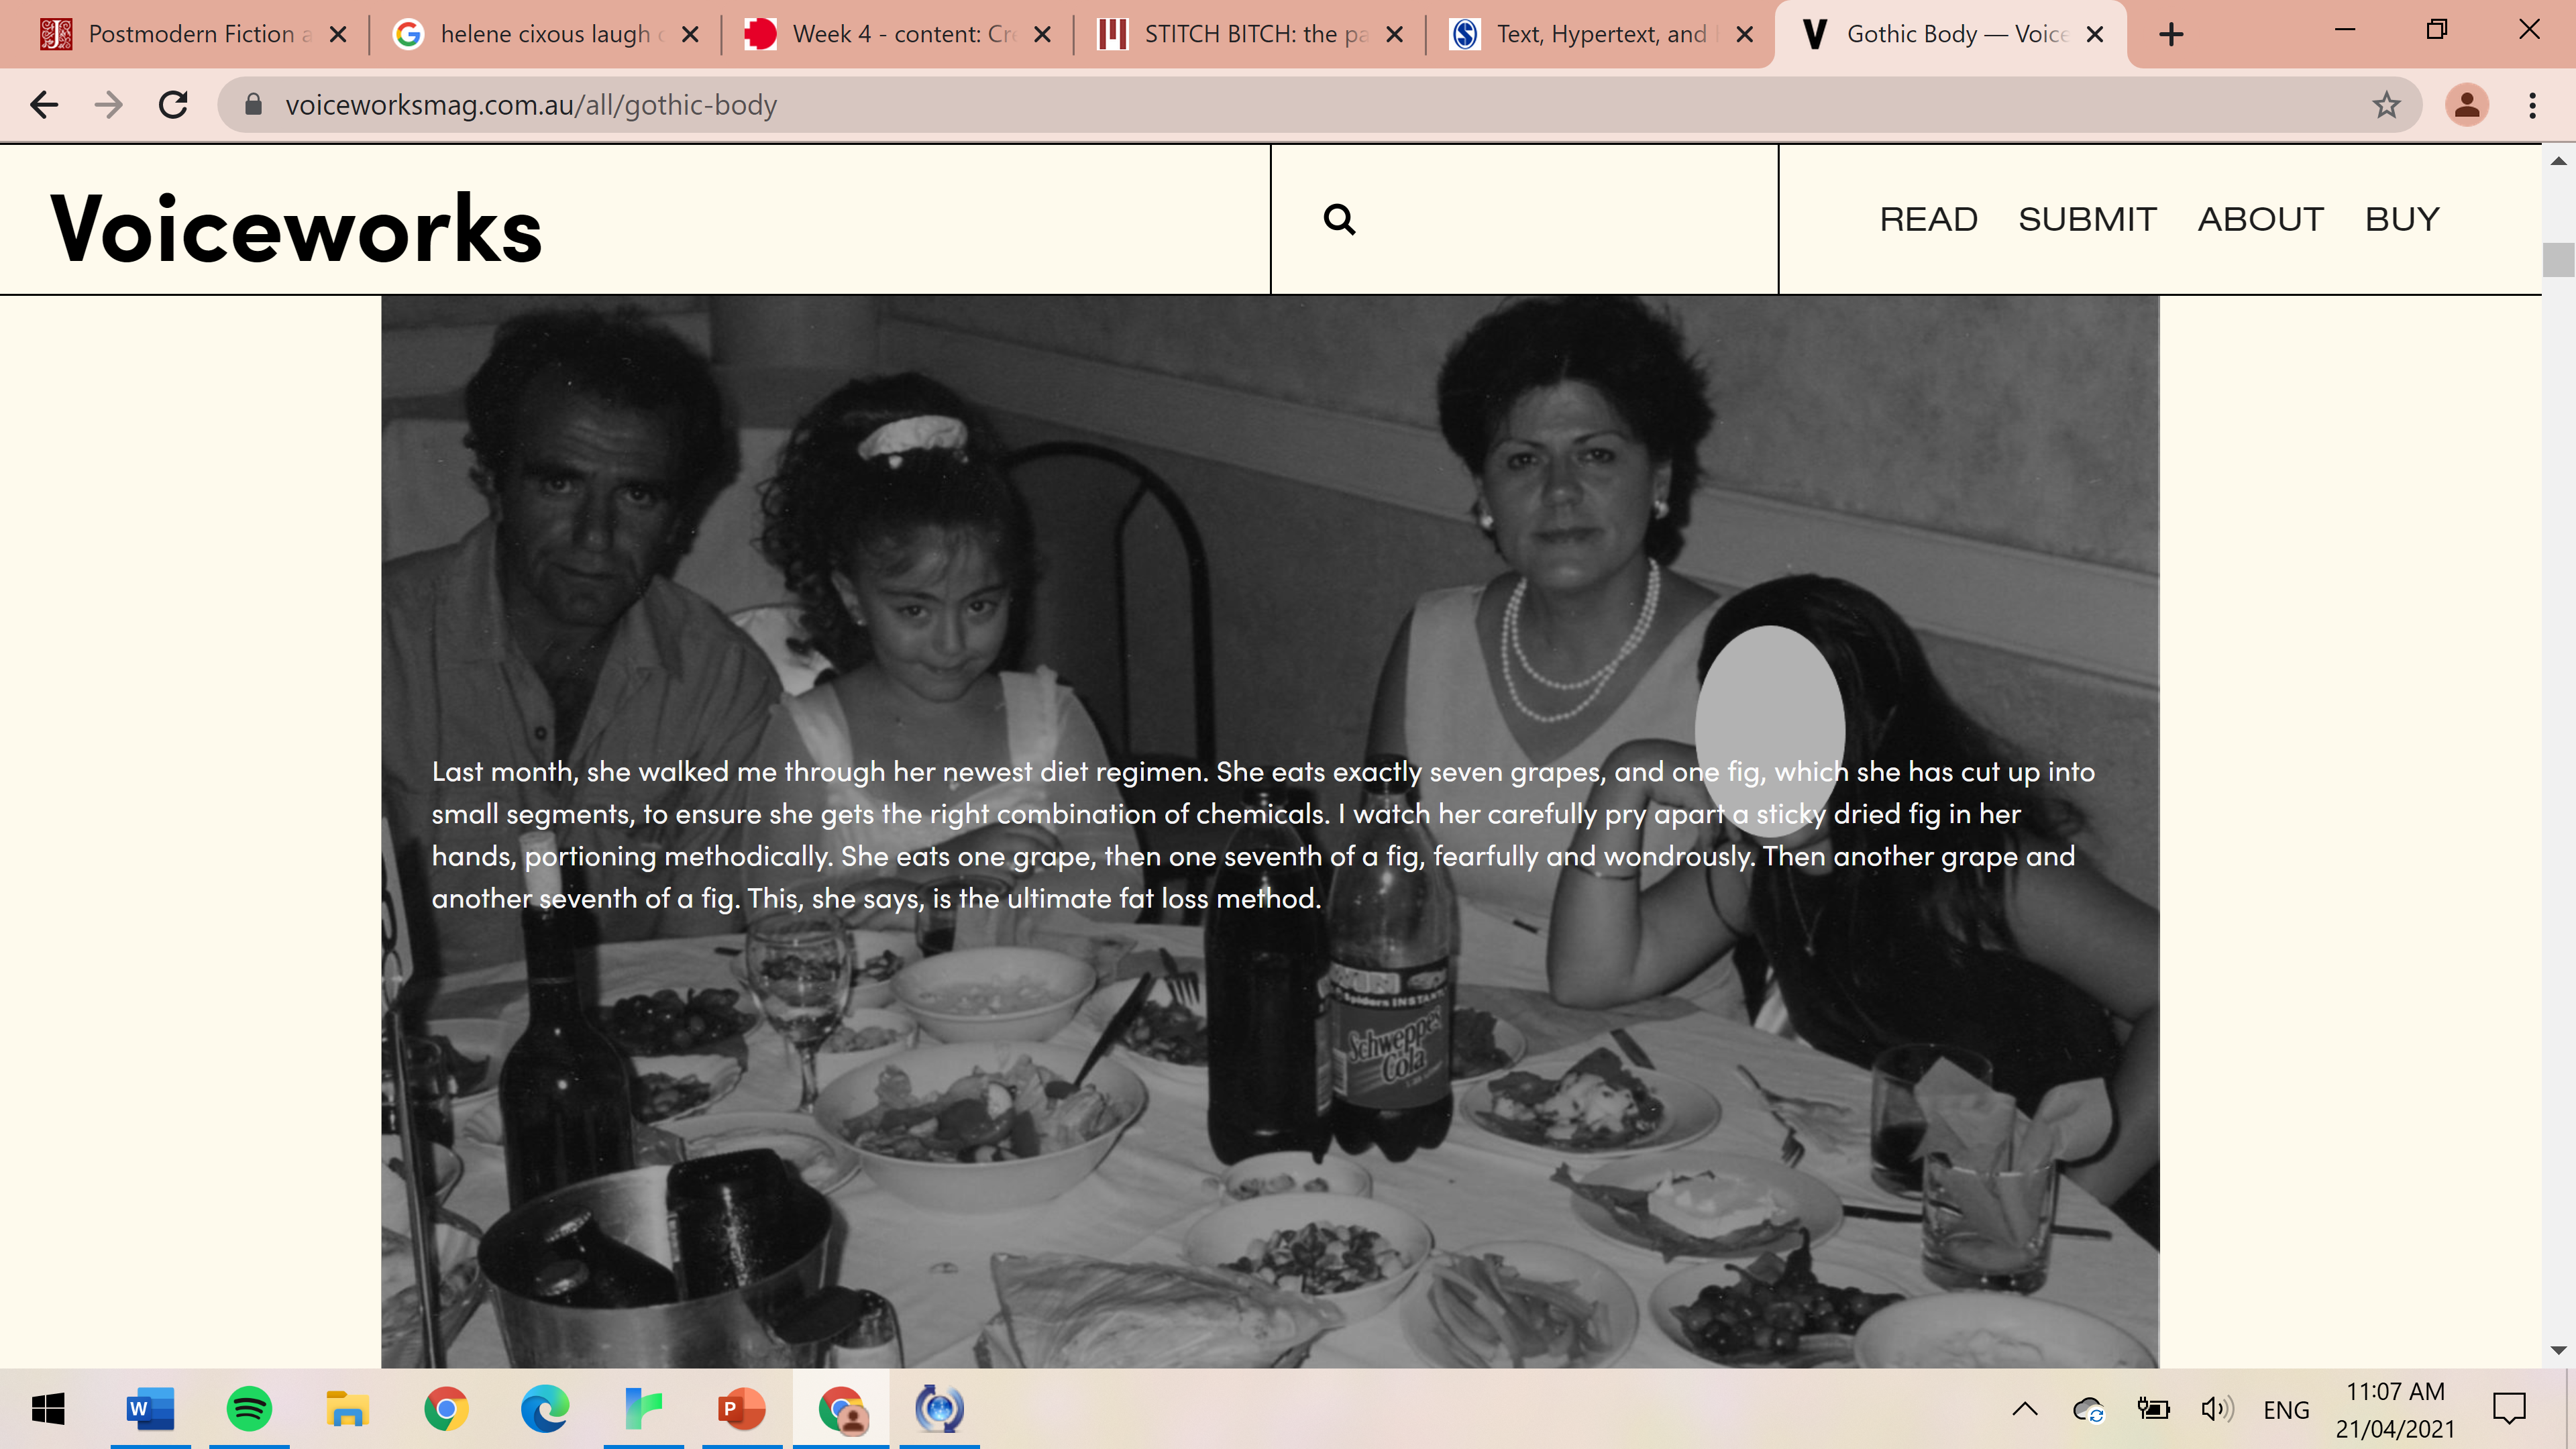 Postmodern Fiction a
helene cixous laugh
Week 4 - content: Cre
STITCH BITCH: the pa
Text, Hypertext, and
Gothic Body — Voice
voiceworksmag.com.au/all/gothic-body
Voiceworks
READ SUBMIT ABOUT BUY
Last month, she walked me through her newest diet regimen. She eats exactly seven grapes, and one fig, which she has cut up into
small segments, to ensure she gets the right combination of chemicals. I watch her carefully pry apart a sticky dried fig in her
hands, portioning methodically. She eats one grape, then one seventh of a fig, fearfully and wondrously. Then another grape and
another seventh of a fig. This, she says, is the ultimate fat loss method.
Spiders INSTANT
Schweppes
Cola
ENG
11:07 AM
21/04/2021